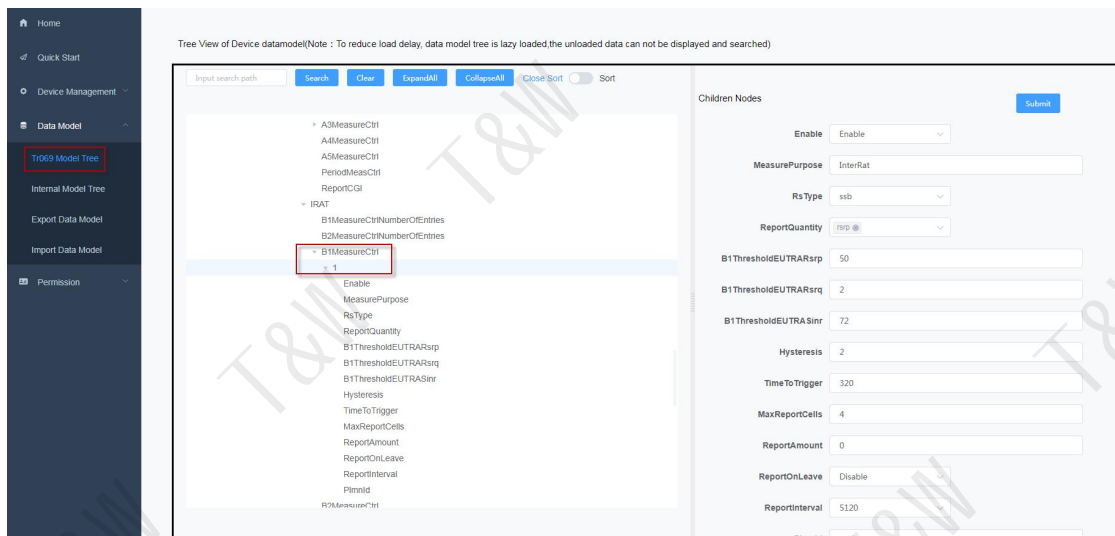 Home
Quick Start
Device Management
Data Model
Tr069 Model Tree
Internal Model Tree
Export Data Model
Import Data Model
Permission
Tree View of Device datamodel(Note : To reduce load delay, data model tree is lazy loaded,the unloaded data can not be displayed and searched)
Input search path Search Clear ExpandAll CollapseAll Close Sort Sort
A3MeasureCtrl
A4MeasureCtrl
A5MeasureCtrl
PeriodMeasCtrl
ReportCGI
IRAT
B1MeasureCtrlNumberOfEntries
B2MeasureCtrlNumberOfEntries
B1MeasureCtrl
1
Enable
MeasurePurpose
RsType
ReportQuantity
B1ThresholdEUTRARsrp
B1ThresholdEUTRARsrq
B1ThresholdEUTRASinr
Hysteresis
TimeToTrigger
MaxReportCells
ReportAmount
ReportOnLeave
ReportInterval
PlmnId
B2MeasureCtrl
Children Nodes
Submit
Enable Enable
MeasurePurpose InterRat
RsType ssb
ReportQuantity rsrp
B1ThresholdEUTRARsrp 50
B1ThresholdEUTRARsrq 2
B1ThresholdEUTRASinr 72
Hysteresis 2
TimeToTrigger 320
MaxReportCells 4
ReportAmount 0
ReportOnLeave Disable
ReportInterval 5120
T&W
T&W
T&W
T&W